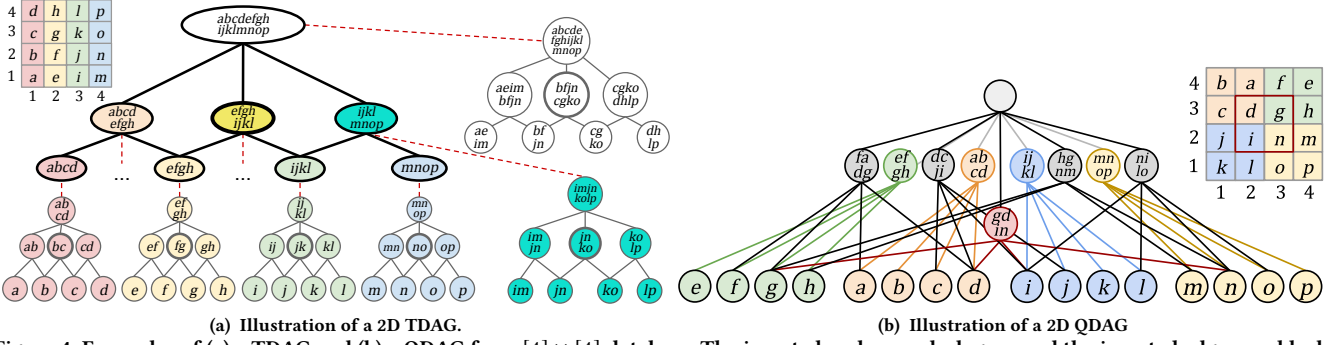 4 d h l p
3 c g k o
2 b f j n
1 a e i m
1 2 3 4
abcdefgh
ijklmnop
abcde
fghijkl
mnop
aeim
bfjn
bfjn
cgko
cgko
dhlp
ae
im
bf
jn
cg
ko
dh
lp
abcd
efgh
efgh
ijkl
ijkl
mnop
abcd
...
efgh
...
ijkl
mnop
ab
cd
ef
gh
ij
kl
mn
op
imjn
kolp
ab bc cd
ef fg gh
ij jk kl
mn no op
im
jn
jn
ko
ko
lp
a b c d
e f g h
i j k l
m n o p
im jn ko lp
(a) Illustration of a 2D TDAG.
4 b a f e
3 c d g h
2 j i n m
1 k l o p
1 2 3 4
fa
dg
ef
gh
dc
ji
ab
cd
ij
kl
hg
nm
mn
op
ni
lo
gd
in
e f g h a b c d i j k l m n o p
(b) Illustration of a 2D QDAG